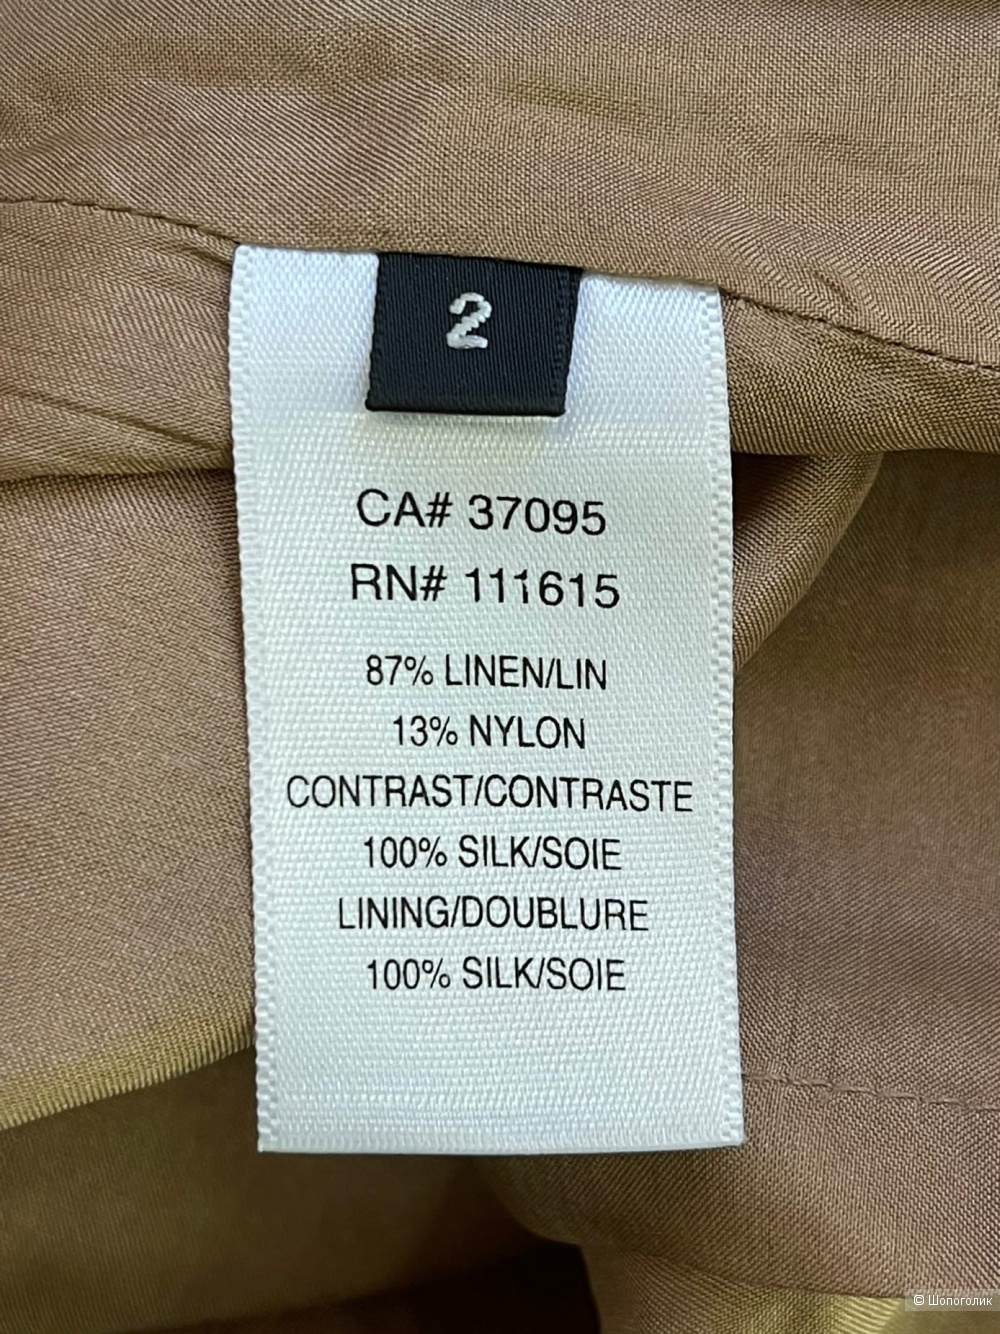 2
CA# 37095
RN# 111615
87% LINEN/LIN
13% NYLON
CONTRAST/CONTRASTE
100% SILK/SOIE
LINING/DOUBLURE
100% SILK/SOIE
© Шопоголик